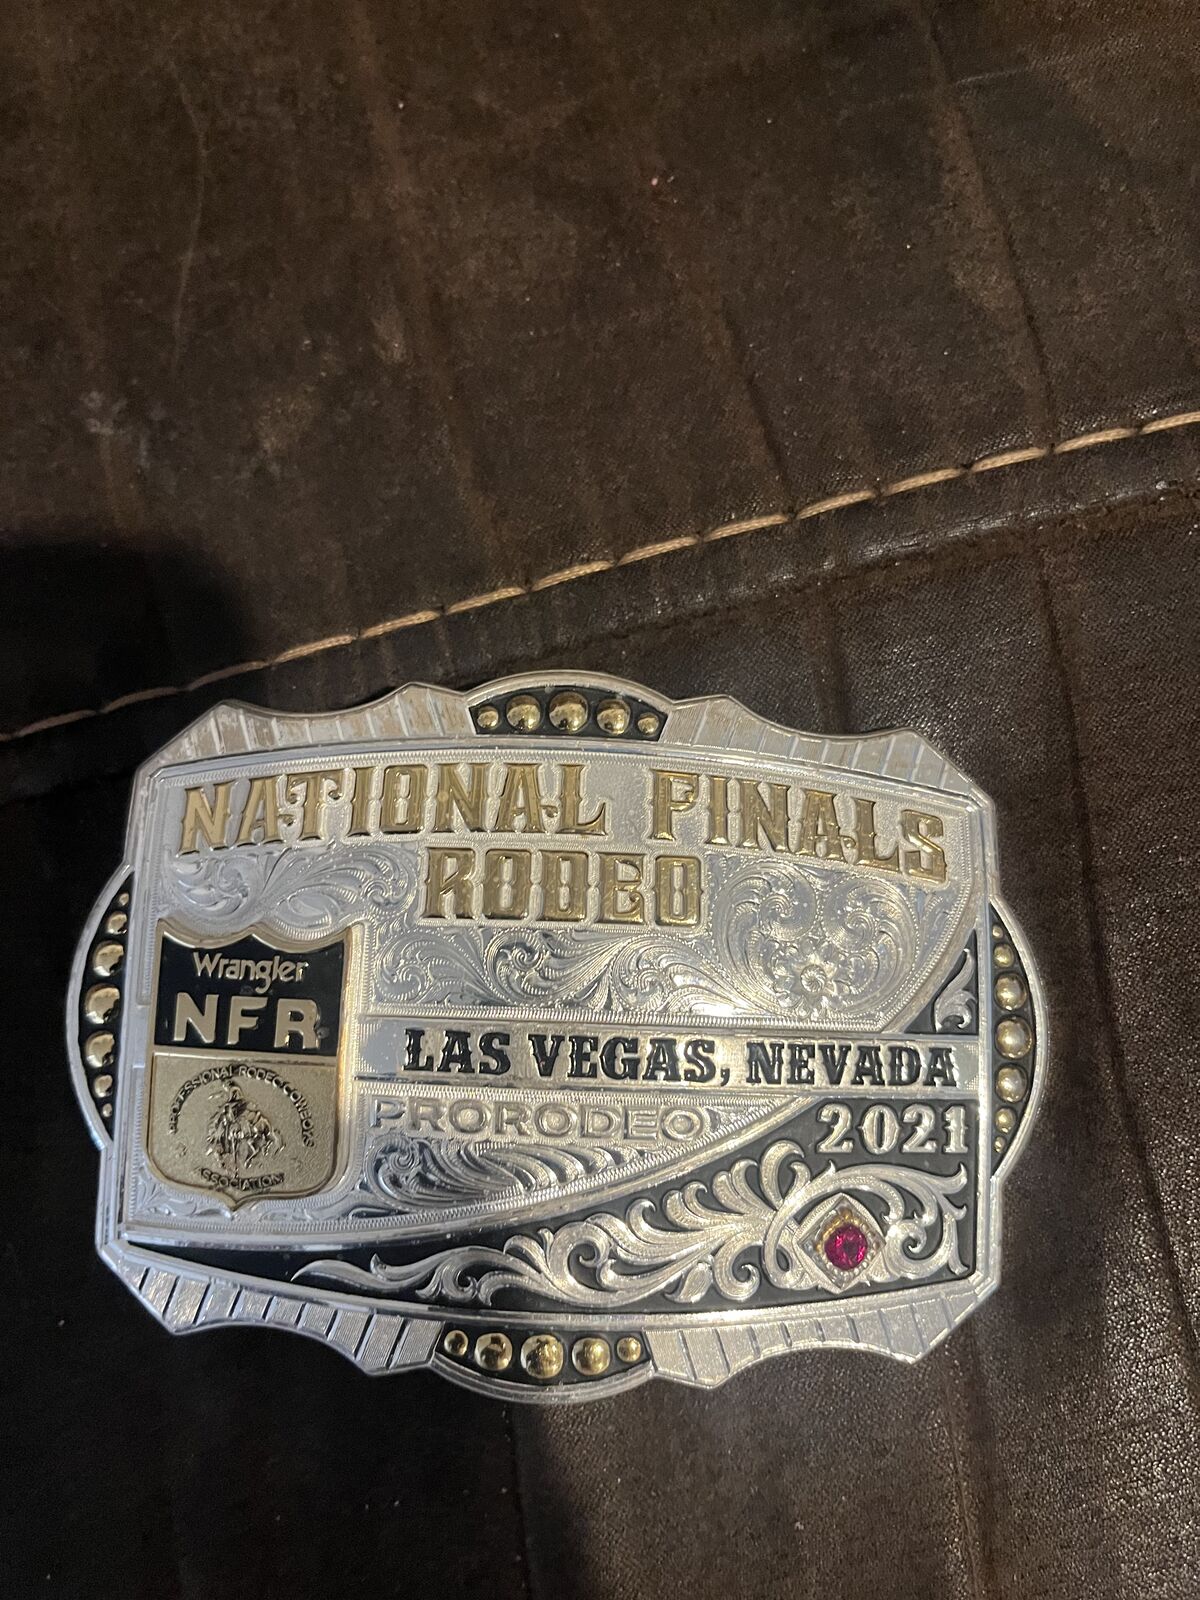 NATIONAL FINALS
RODEO
Wrangler
NFR
PROFESSIONAL RODEO COWBOYS
ASSOCIATION
LAS VEGAS, NEVADA
PRORODEO
2021